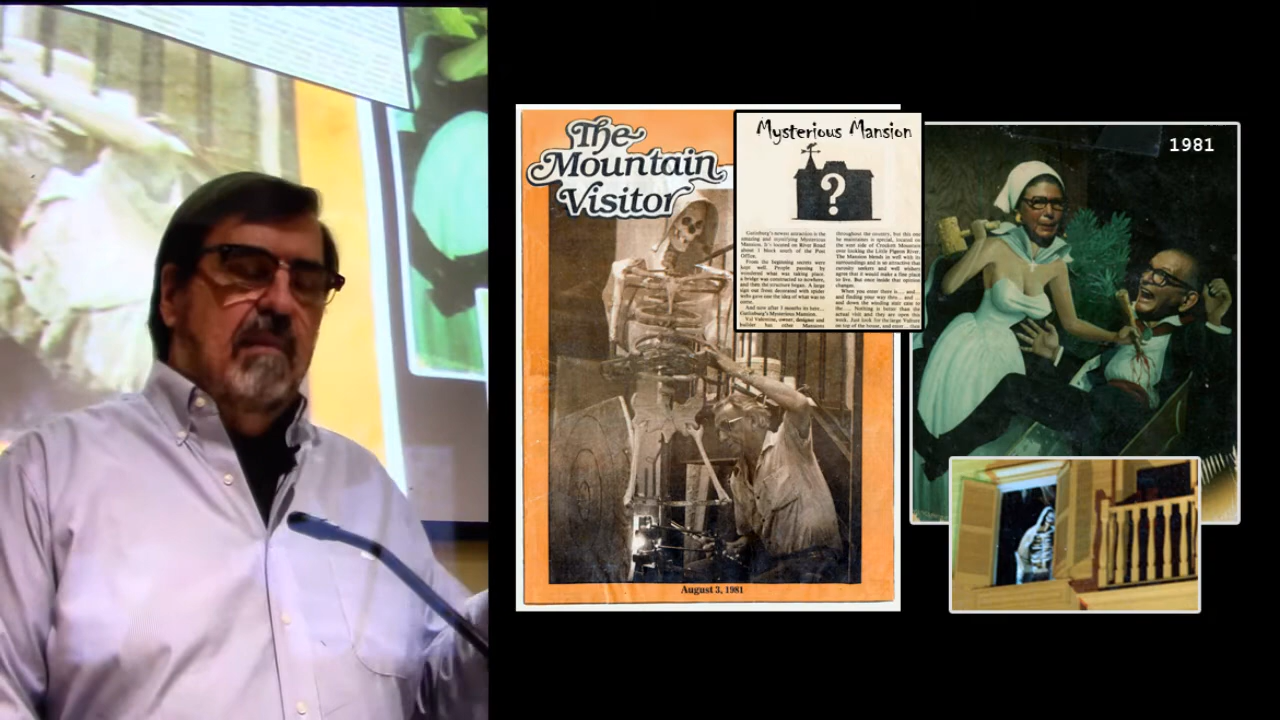 The
Mountain
Visitor
Mysterious Mansion
?
1981
Gatlinburg's newest attraction is the
amazing and mystifying Mysterious
Mansion. It's located on River Road
about 1 block south of the Post
Office.
From the beginning secrets were
kept well. People passing by
wondered what was taking place.
a bridge was constructed to nowhere,
and then the structure began. A large
sign out front decorated with spider
webs gave one the idea of what was to
come.
And now after 5 months its here...
Gatlinburg's Mysterious Mansion.
Val Valentine, owner, designer and
builder has other Mansions
throughout the country, but this one
he maintains is special, located on
the west side of Crockett Mountain
over looking the Little Pigeon River.
The Mansion blends in well with its
surroundings and is so attractive that
curiosity seekers and well wishers
agree that it would make a fine place
to live. But once inside that opinion
changes.
When you enter there is ... and ...
and finding your way thru ... and ...
and down the winding stair case to
the ... Nothing is better than the
actual visit and they are open this
week. Just look for the large Vulture
on top of the house, and enter ... then
August 3, 1981